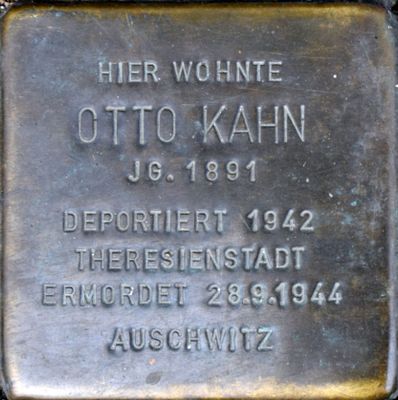 HIER WOHNTE
OTTO KAHN
JG. 1891
DEPORTIERT 1942
THERESIENSTADT
ERMORDET 28.9.1944
AUSCHWITZ